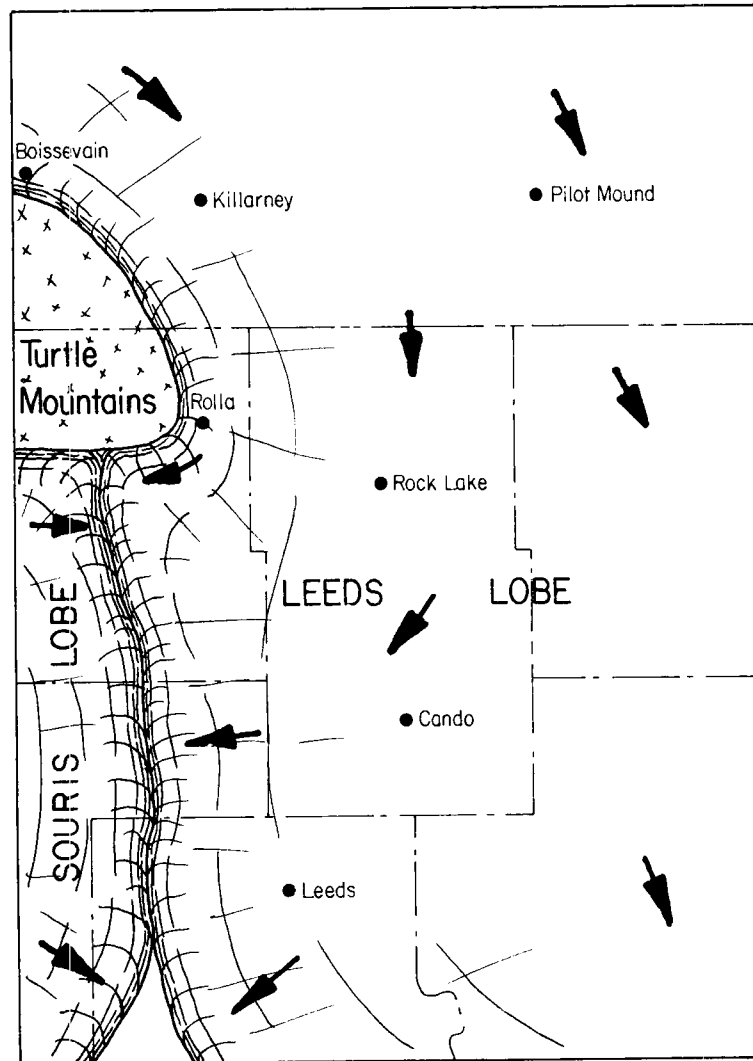 Boissevain
Killarney
Pilot Mound
Turtle
Mountains
Rolla
Rock Lake
LEEDS LOBE
SOURIS LOBE
Cando
Leeds